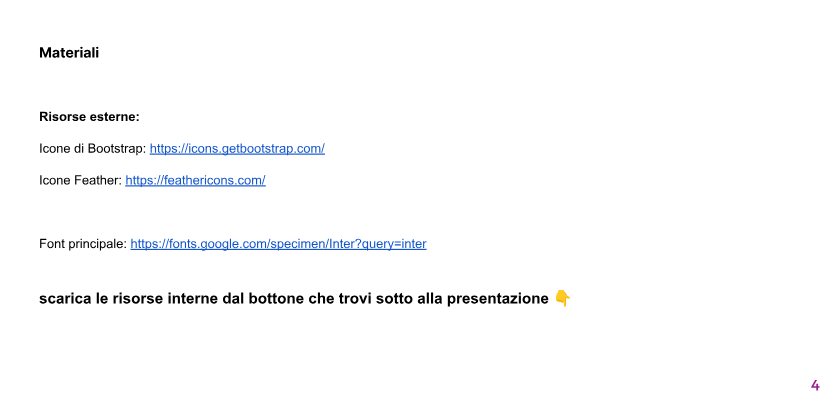 Materiali
Risorse esterne:
Icone di Bootstrap: https://icons.getbootstrap.com/
Icone Feather: https://feathericons.com/
Font principale: https://fonts.google.com/specimen/Inter?query=inter
scarica le risorse interne dal bottone che trovi sotto alla presentazione 👇
4